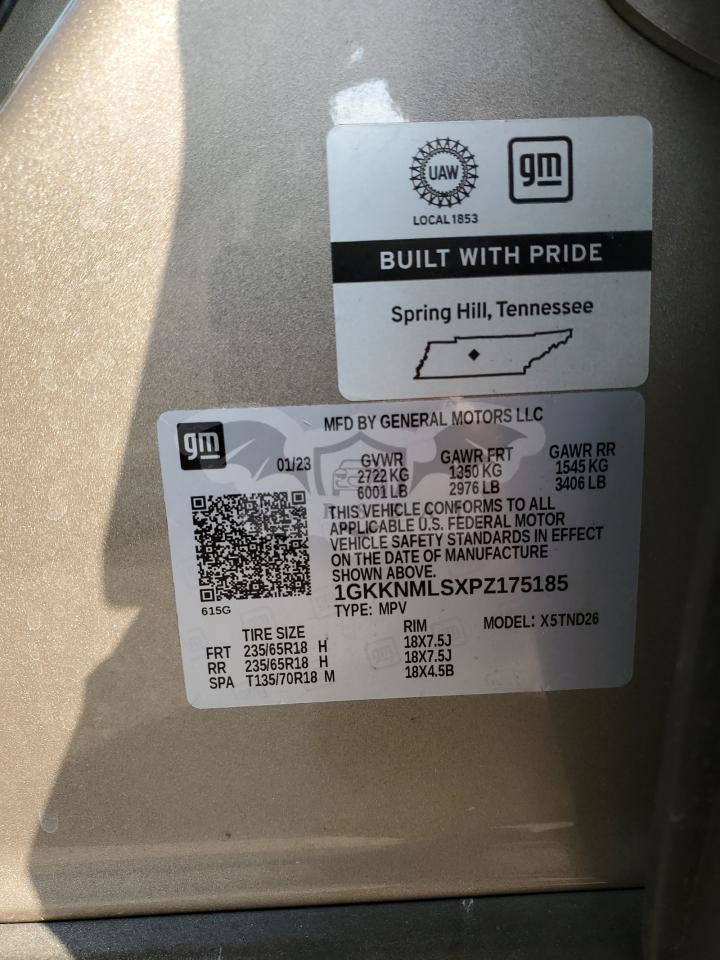 UAW
gm
LOCAL 1853
BUILT WITH PRIDE
Spring Hill, Tennessee
gm
MFD BY GENERAL MOTORS LLC
01/23 GVWR GAWR FRT GAWR RR
2722 KG 1350 KG 1545 KG
6001 LB 2976 LB 3406 LB
THIS VEHICLE CONFORMS TO ALL
APPLICABLE U.S. FEDERAL MOTOR
VEHICLE SAFETY STANDARDS IN EFFECT
ON THE DATE OF MANUFACTURE
SHOWN ABOVE.
1GKKNMLSXPZ175185
615G
TYPE: MPV
MODEL: X5TND26
TIRE SIZE RIM
FRT 235/65R18 H 18X7.5J
RR 235/65R18 H 18X7.5J
SPA T135/70R18 M 18X4.5B